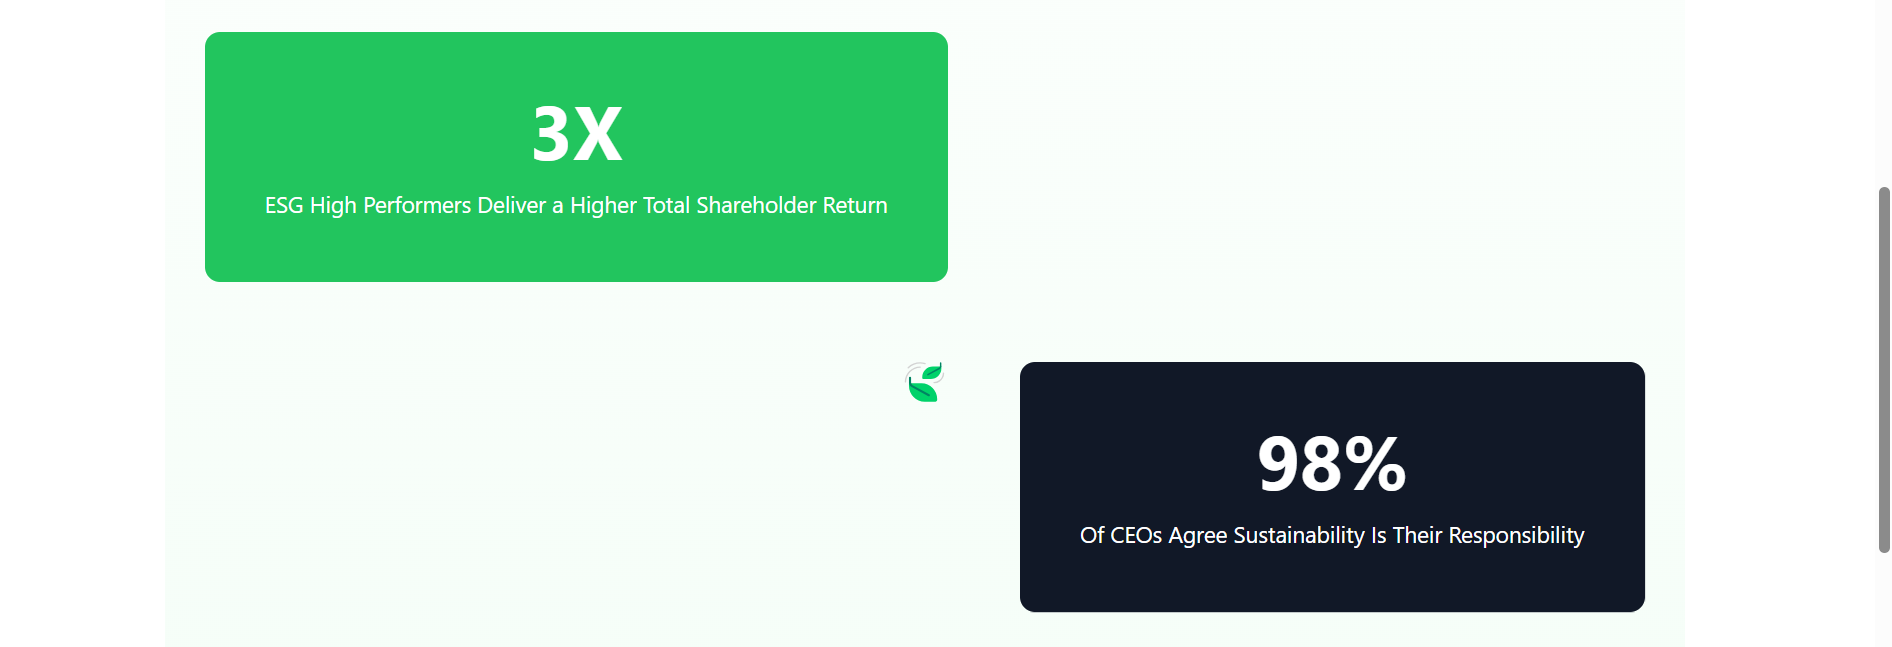 3X
ESG High Performers Deliver a Higher Total Shareholder Return
98%
Of CEOs Agree Sustainability Is Their Responsibility